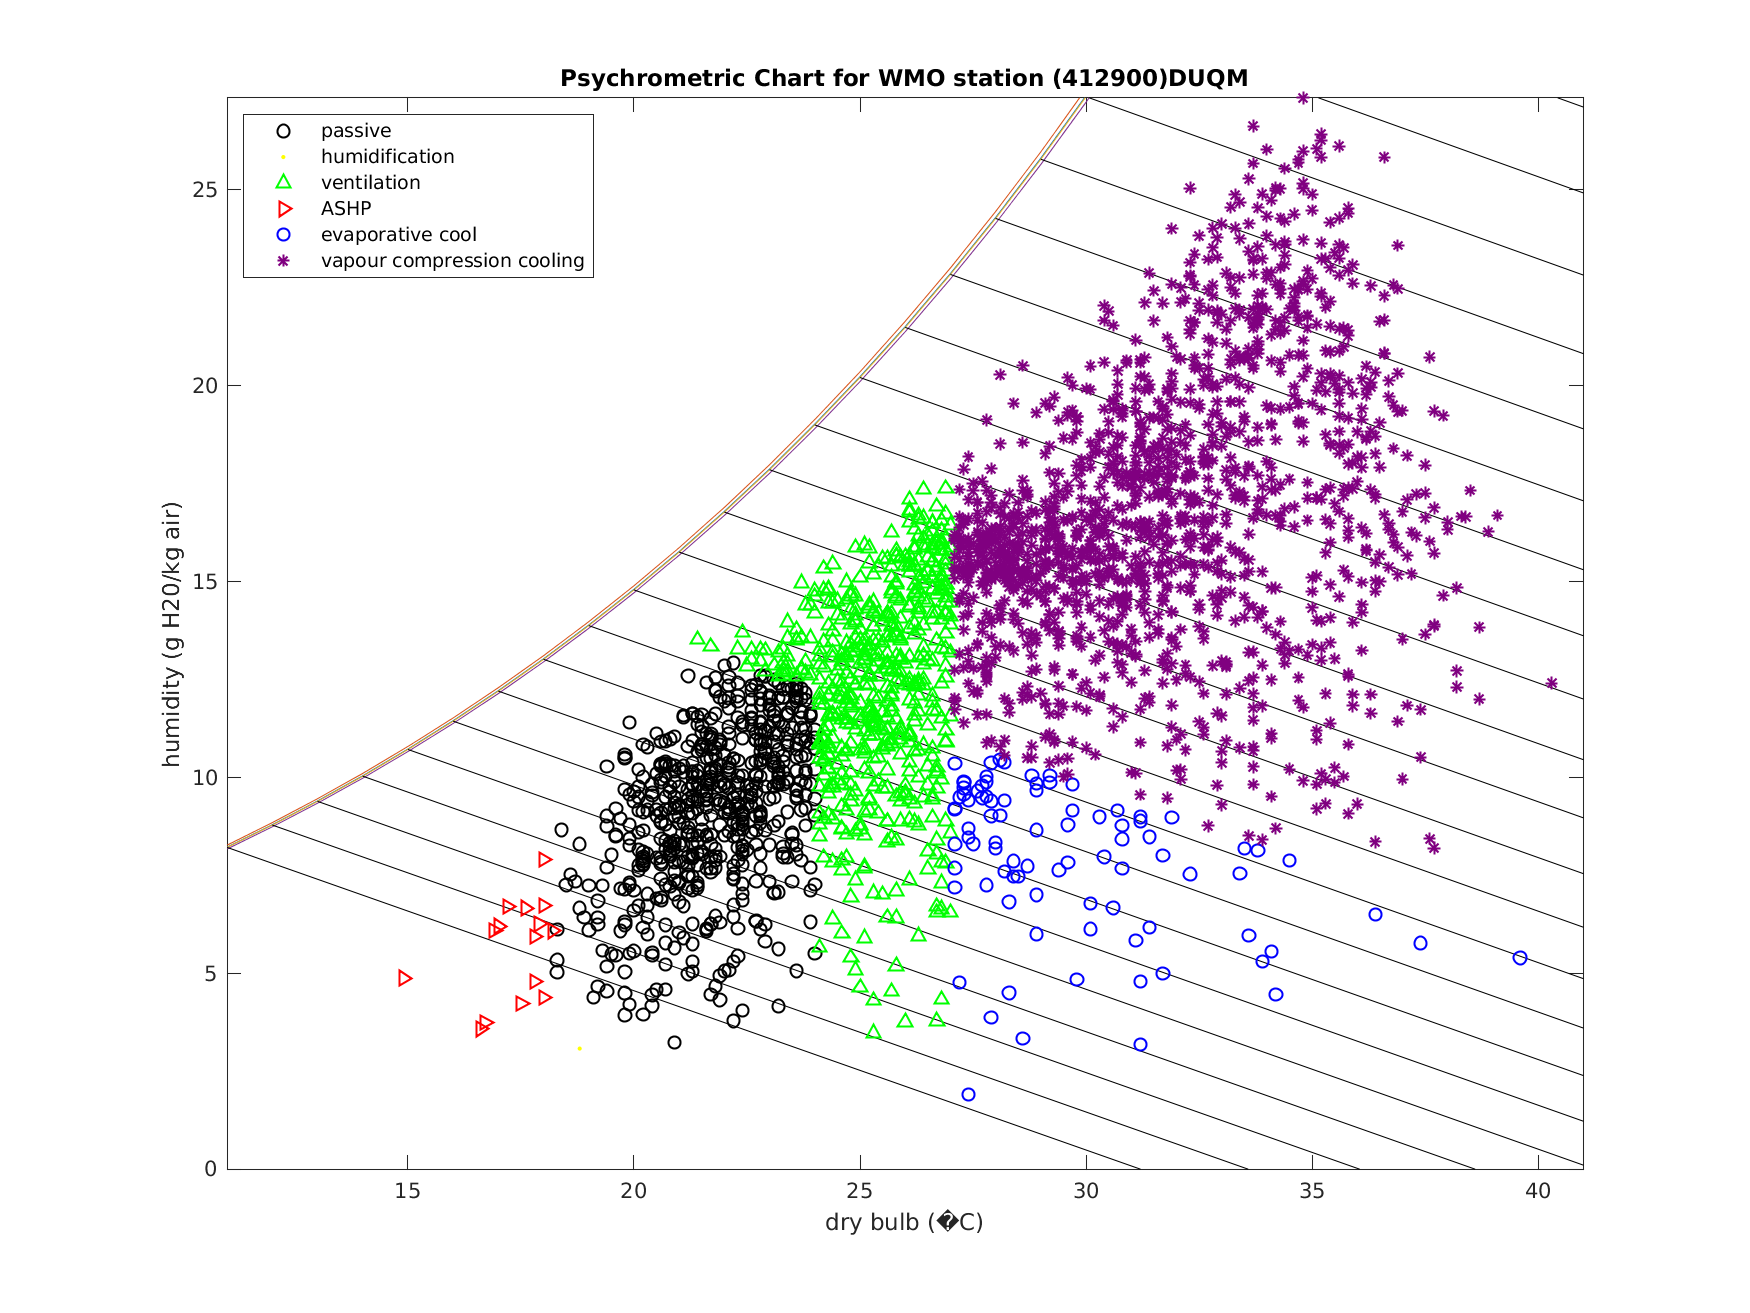 Psychrometric Chart for WMO station (412900)DUQM
passive
humidification
ventilation
ASHP
evaporative cool
vapour compression cooling
25
20
15
10
5
0
humidity (g H20/kg air)
15 20 25 30 35 40
dry bulb (�C)